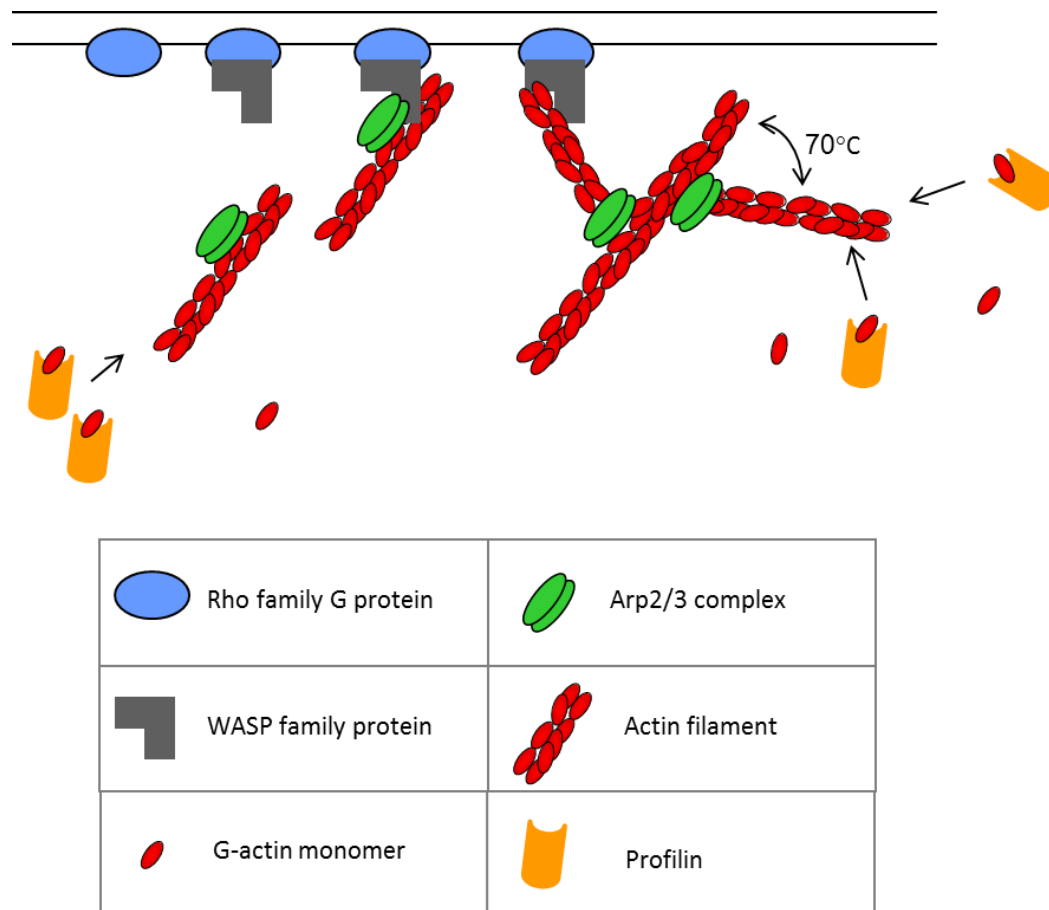 70°C
Rho family G protein
Arp2/3 complex
WASP family protein
Actin filament
G-actin monomer
Profilin